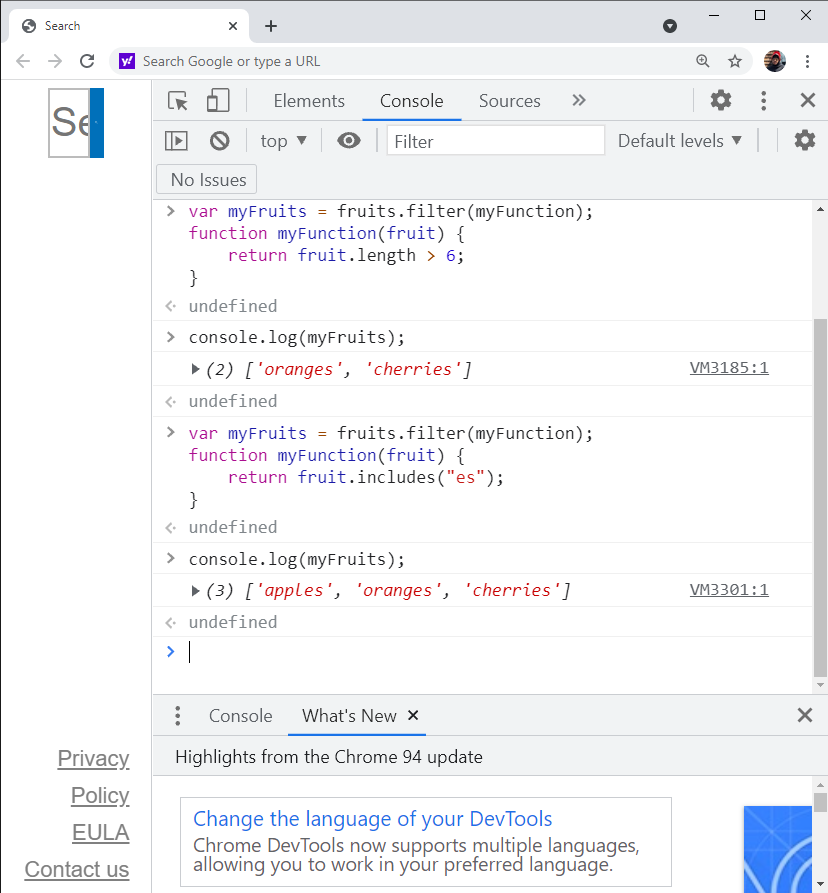 Search
Search Google or type a URL
Elements
Console
Sources
top
Filter
Default levels
No Issues
var myFruits = fruits.filter(myFunction);
function myFunction(fruit) {
    return fruit.length > 6;
}
undefined
console.log(myFruits);
(2) ['oranges', 'cherries'] VM3185:1
undefined
var myFruits = fruits.filter(myFunction);
function myFunction(fruit) {
    return fruit.includes("es");
}
undefined
console.log(myFruits);
(3) ['apples', 'oranges', 'cherries'] VM3301:1
undefined
Console
What's New
Highlights from the Chrome 94 update
Change the language of your DevTools
Chrome DevTools now supports multiple languages,
allowing you to work in your preferred language.
Privacy
Policy
EULA
Contact us